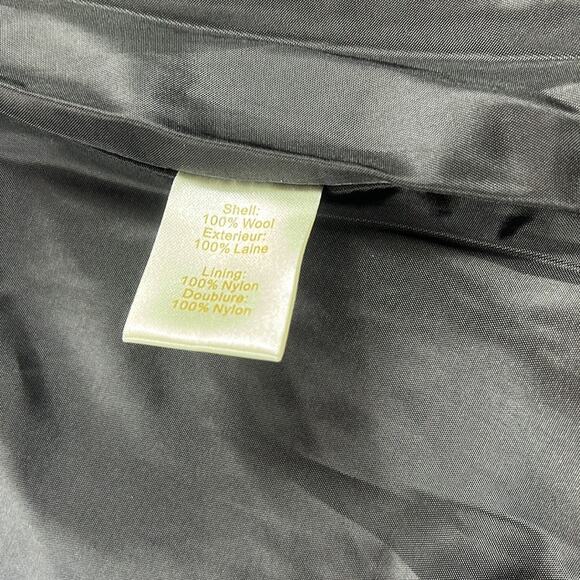 Shell:
100% Wool
Exterieur:
100% Laine
Lining:
100% Nylon
Doublure:
100% Nylon